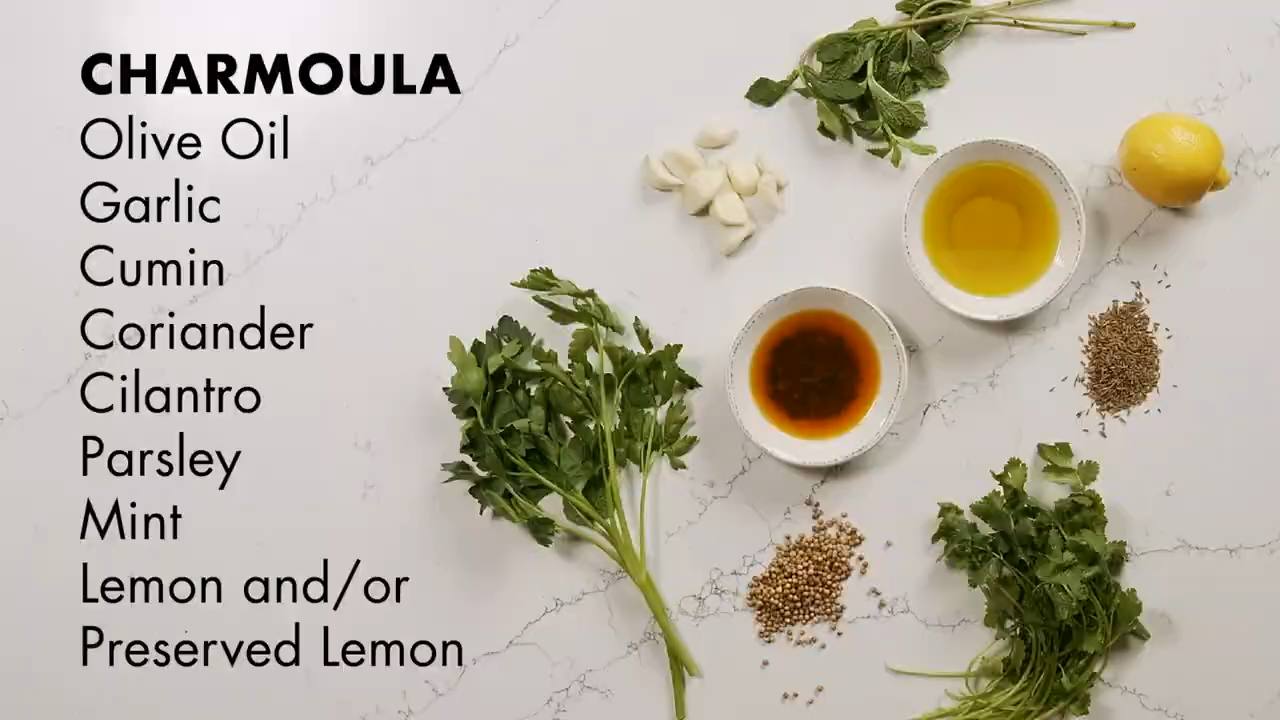 CHARMOULA
Olive Oil
Garlic
Cumin
Coriander
Cilantro
Parsley
Mint
Lemon and/or
Preserved Lemon